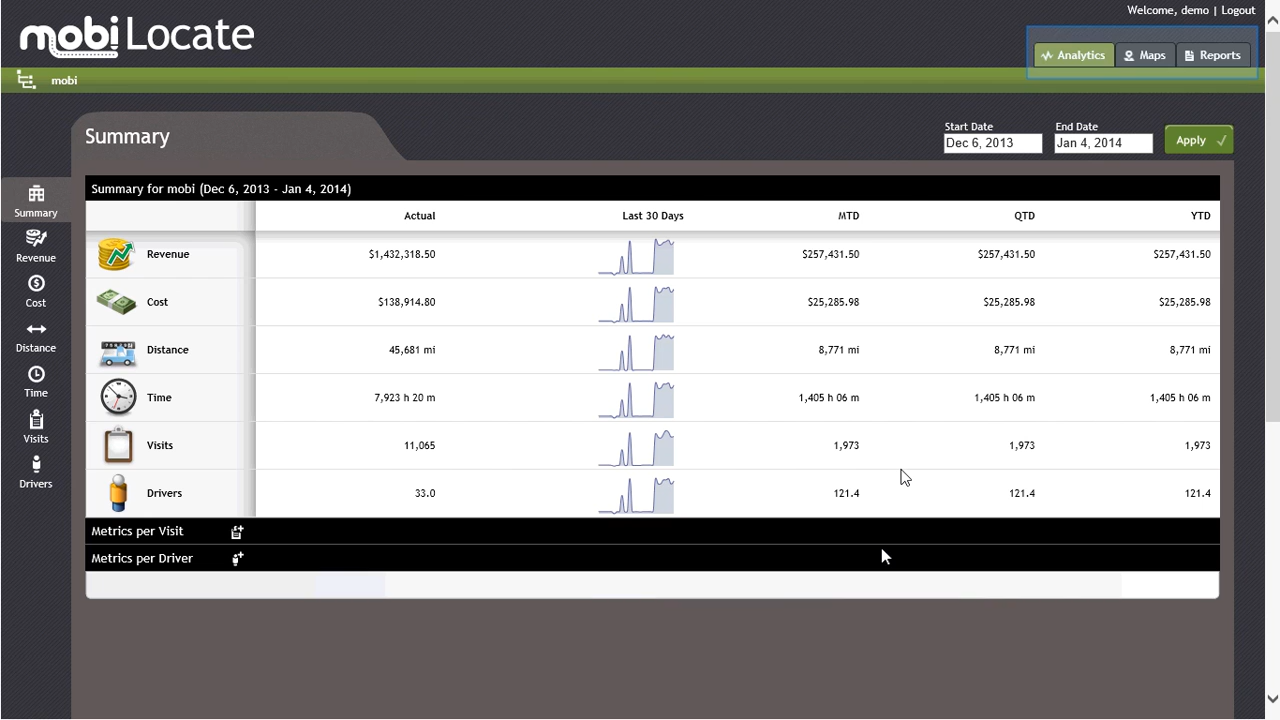 Welcome, demo | Logout
mobiLocate
Analytics Maps Reports
mobi
Summary
Start Date End Date
Dec 6, 2013 Jan 4, 2014 Apply
Summary for mobi (Dec 6, 2013 - Jan 4, 2014)
Actual Last 30 Days MTD QTD YTD
Revenue $1,432,318.50 $257,431.50 $257,431.50 $257,431.50
Cost $138,914.80 $25,285.98 $25,285.98 $25,285.98
Distance 45,681 mi 8,771 mi 8,771 mi 8,771 mi
Time 7,923 h 20 m 1,405 h 06 m 1,405 h 06 m 1,405 h 06 m
Visits 11,065 1,973 1,973 1,973
Drivers 33.0 121.4 121.4 121.4
Metrics per Visit
Metrics per Driver
Summary
Revenue
Cost
Distance
Time
Visits
Drivers